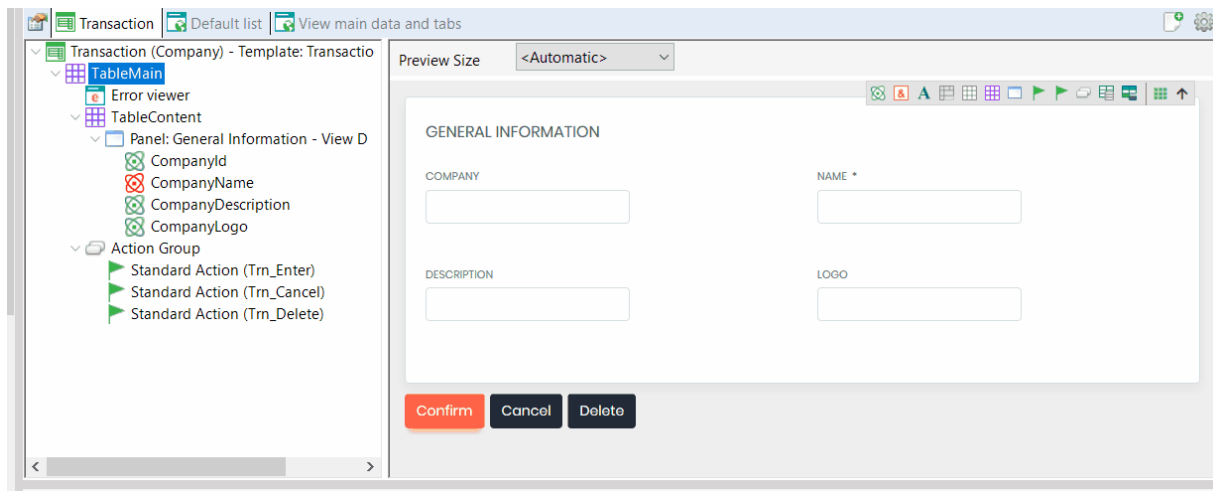 Transaction Default list View main data and tabs
Transaction (Company) - Template: Transactio
TableMain
Error viewer
TableContent
Panel: General Information - View D
CompanyId
CompanyName
CompanyDescription
CompanyLogo
Action Group
Standard Action (Trn_Enter)
Standard Action (Trn_Cancel)
Standard Action (Trn_Delete)
Preview Size <Automatic>
GENERAL INFORMATION
COMPANY NAME *
DESCRIPTION LOGO
Confirm Cancel Delete